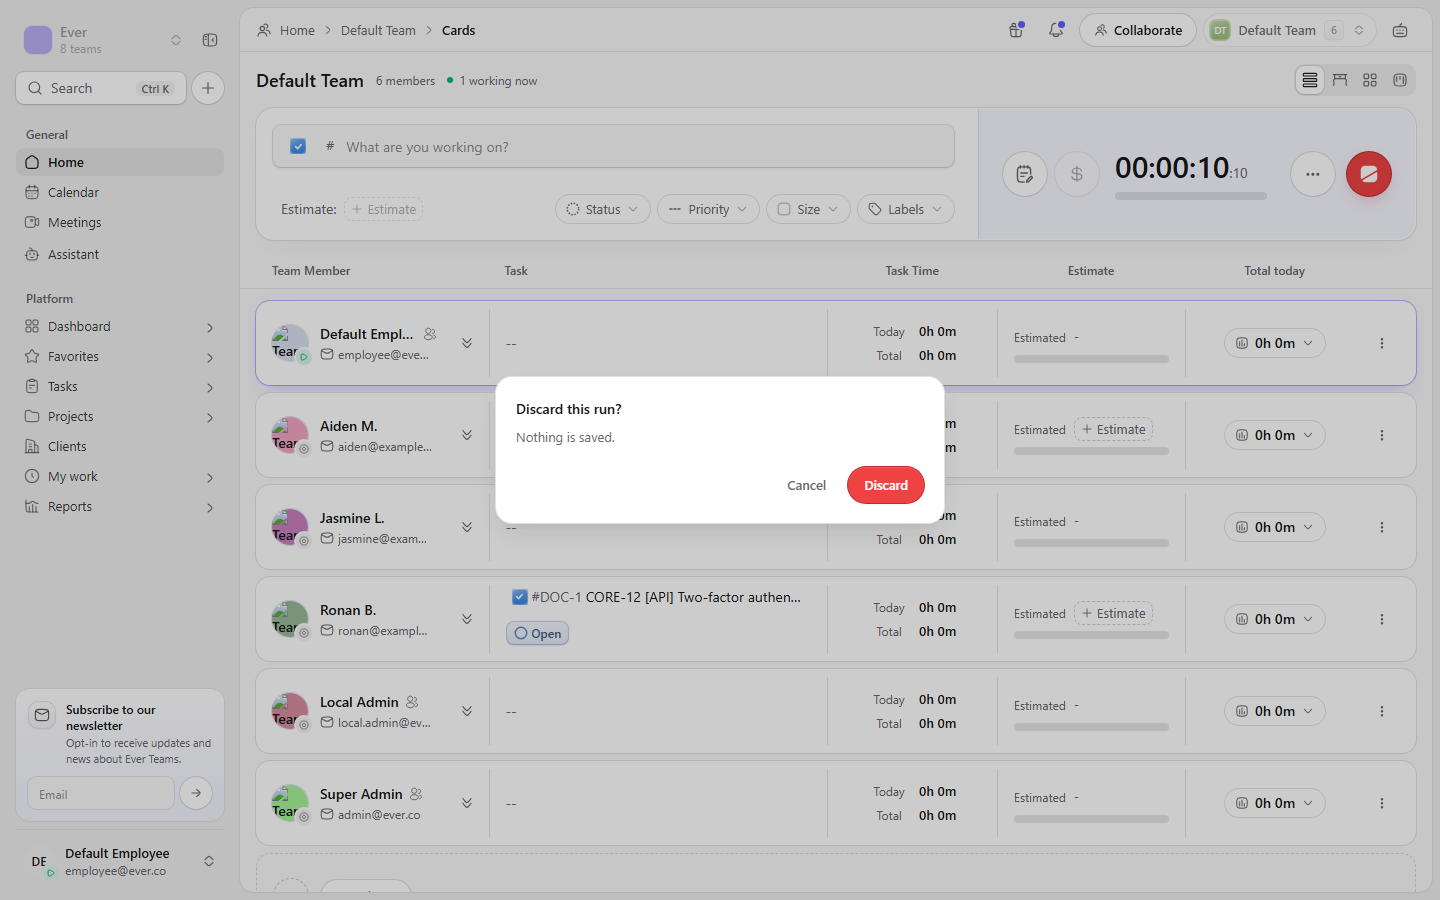 Ever
8 teams
Search
Ctrl K
General
Home
Calendar
Meetings
Assistant
Platform
Dashboard
Favorites
Tasks
Projects
Clients
My work
Reports
Subscribe to our
newsletter
Opt-in to receive updates and
news about Ever Teams.
Email
DE
Default Employee
employee@ever.co
Home
Default Team
Cards
Collaborate
DT
Default Team
6
Default Team
6 members
1 working now
# What are you working on?
Estimate:
+ Estimate
Status
Priority
Size
Labels
00:00:10:10
Team Member
Task
Task Time
Estimate
Total today
Default Empl...
employee@eve...
--
Today 0h 0m
Total 0h 0m
Estimated -
0h 0m
Aiden M.
aiden@example...
Estimated
+ Estimate
0h 0m
Discard this run?
Nothing is saved.
Cancel
Discard
Jasmine L.
jasmine@exam...
--
Total 0h 0m
Estimated -
0h 0m
Ronan B.
ronan@exampl...
#DOC-1 CORE-12 [API] Two-factor authen...
Open
Today 0h 0m
Total 0h 0m
Estimated
+ Estimate
0h 0m
Local Admin
local.admin@ev...
--
Today 0h 0m
Total 0h 0m
Estimated -
0h 0m
Super Admin
admin@ever.co
--
Today 0h 0m
Total 0h 0m
Estimated -
0h 0m